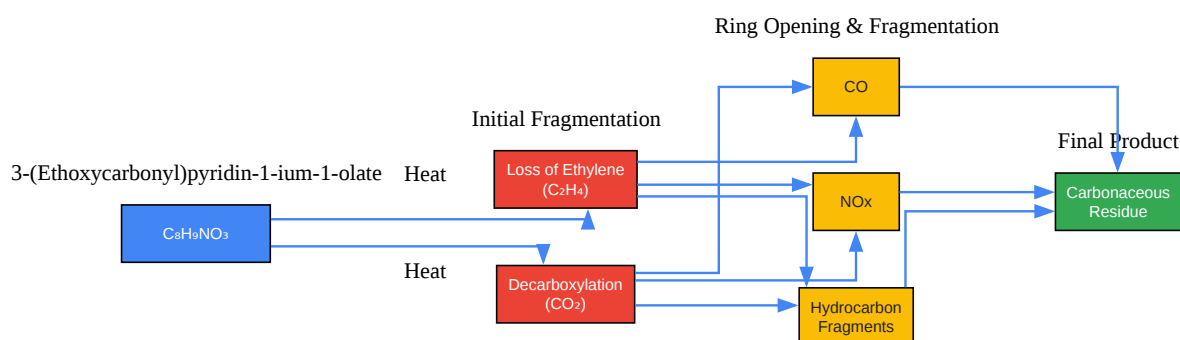 Ring Opening & Fragmentation
CO
Initial Fragmentation
Final Product
3-(Ethoxycarbonyl)pyridin-1-ium-1-olate
Heat
Loss of Ethylene
(C₂H₄)
NOx
Carbonaceous
Residue
C₈H₉NO₃
Heat
Decarboxylation
(CO₂)
Hydrocarbon
Fragments